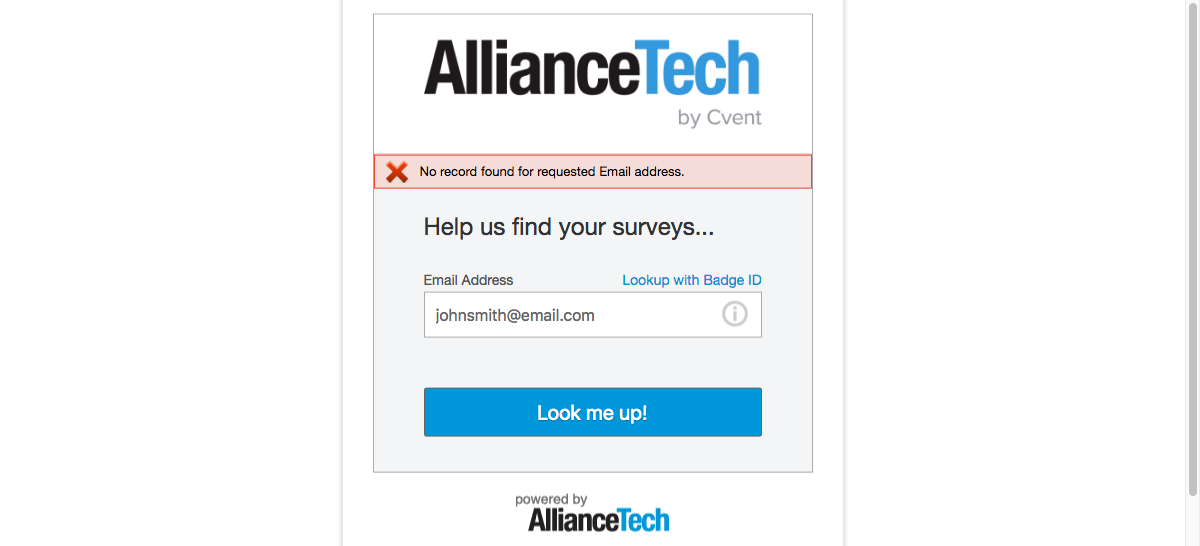 AllianceTech
by Cvent
No record found for requested Email address.
Help us find your surveys...
Email Address Lookup with Badge ID
johnsmith@email.com
Look me up!
powered by
AllianceTech